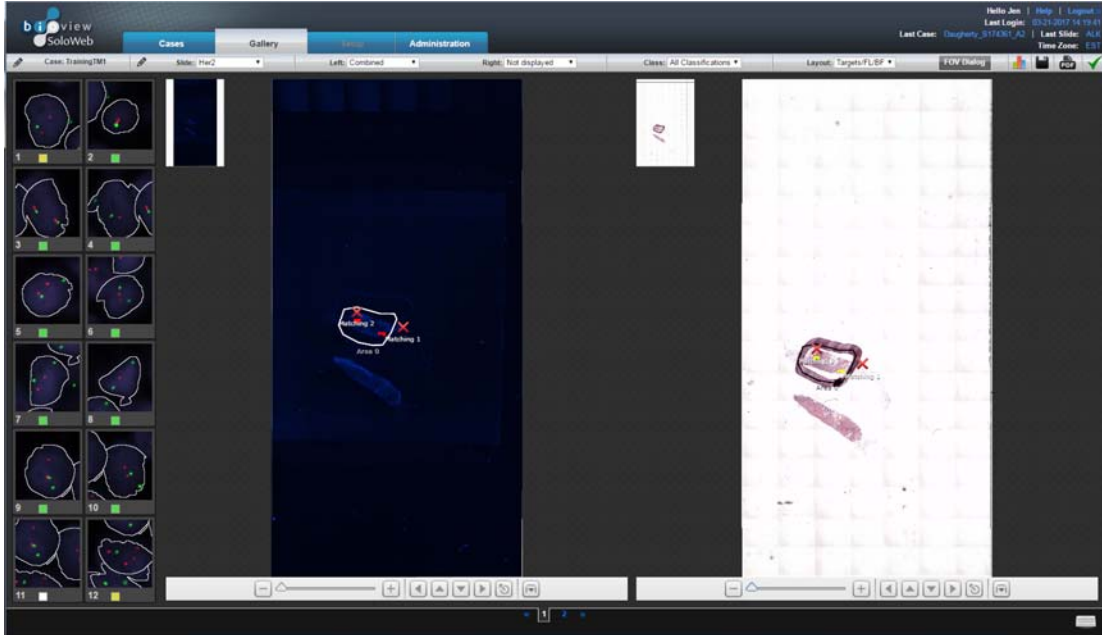 Hello Jen | Help | Logout
Last Login: 03-21-2017 14:19:41
Last Case: Daugherty_S174361_A2 | Last Slide: ALK
Time Zone: EST
bioview
SoloWeb
Cases
Gallery
Setup
Administration
Case: TrainingTM1
Slide: Her2
Left: Combined
Right: Not displayed
Class: All Classifications
Layout: Targets/FL/BF
FOV Dialog
PDF
1
2
3
4
5
6
7
8
9
10
11
12
Matching 2
Matching 1
Area 0
« 1 2 »